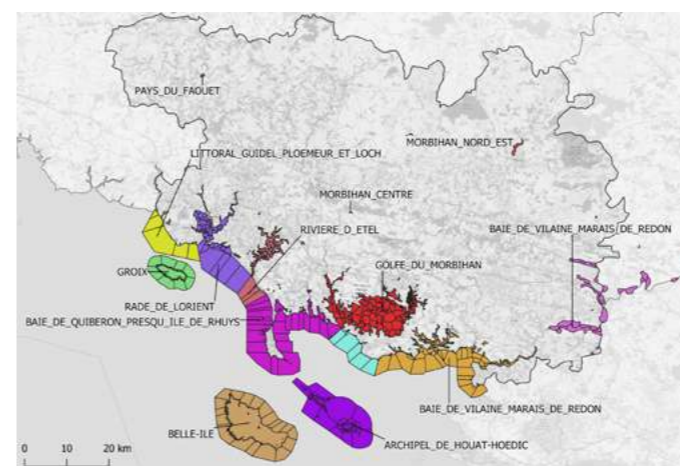 PAYS_DU_FAOUET
MORBIHAN_NORD_EST
LITTORAL_GUIDEL_PLOEMEUR_ET_LOCH
MORBIHAN_CENTRE
RIVIERE_D_ETEL
BAIE_DE_VILAINE_MARAIS_DE_REDON
GOLFE_DU_MORBIHAN
GROIX
RADE_DE_LORIENT
BAIE_DE_QUIBERON_PRESQU_ILE_DE_RHUYS
BAIE_DE_VILAINE_MARAIS_DE_REDON
BELLE-ILE
ARCHIPEL_DE_HOUAT-HOEDIC
0 10 20 km